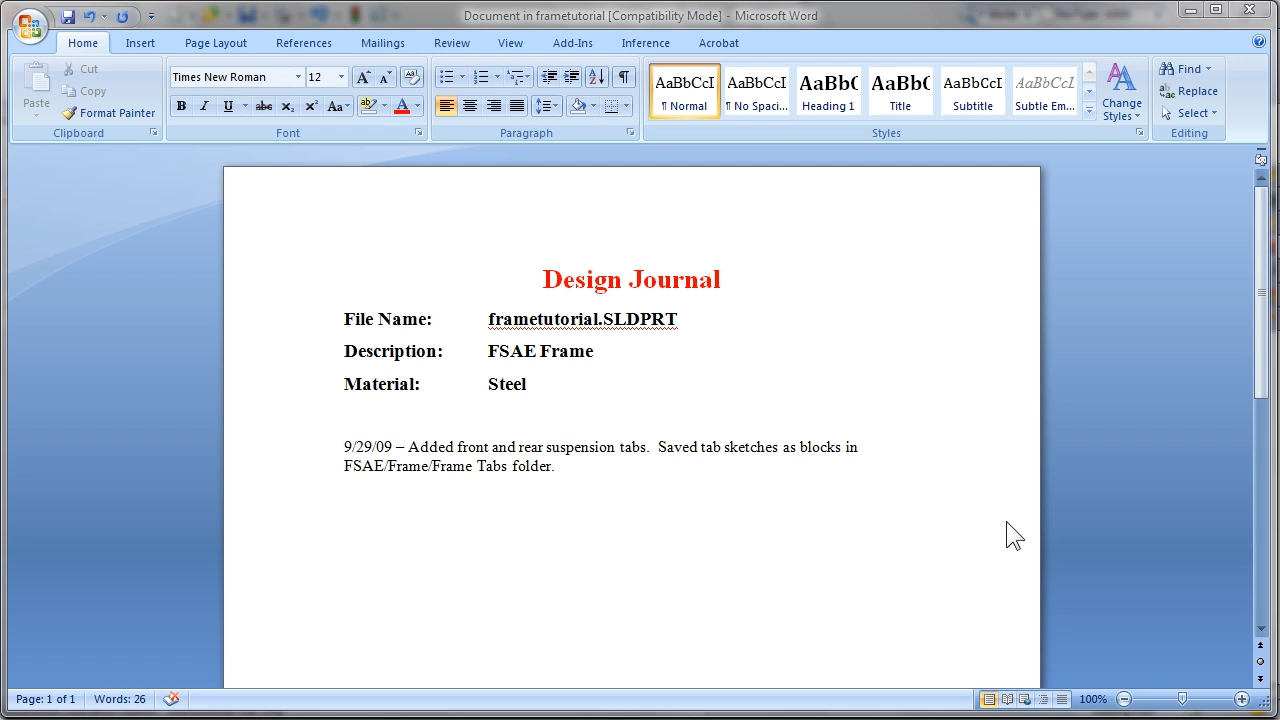 Document in frametutorial [Compatibility Mode] - Microsoft Word
Home Insert Page Layout References Mailings Review View Add-Ins Inference Acrobat
Paste
Cut
Copy
Format Painter
Clipboard
Times New Roman 12
B I U abc x₂ x² Aa
Font
Paragraph
AaBbCcI AaBbCcI AaBbC AaBbC AaBbCcI AaBbCcI
¶ Normal ¶ No Spaci... Heading 1 Title Subtitle Subtle Em...
Change Styles
Styles
Find
Replace
Select
Editing
Design Journal
File Name: frametutorial.SLDPRT
Description: FSAE Frame
Material: Steel
9/29/09 – Added front and rear suspension tabs.  Saved tab sketches as blocks in
FSAE/Frame/Frame Tabs folder.
Page: 1 of 1 Words: 26 100%